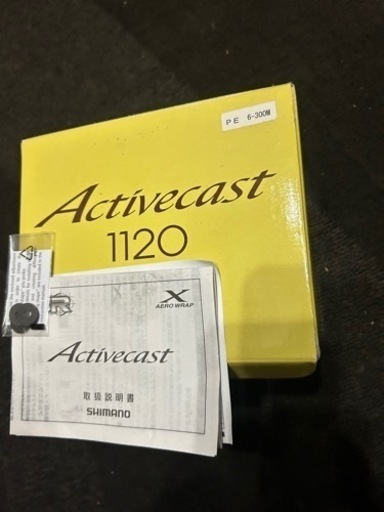 PE 6-300M
Activecast
1120
X
AERO WRAP
Activecast
取扱説明書
SHIMANO